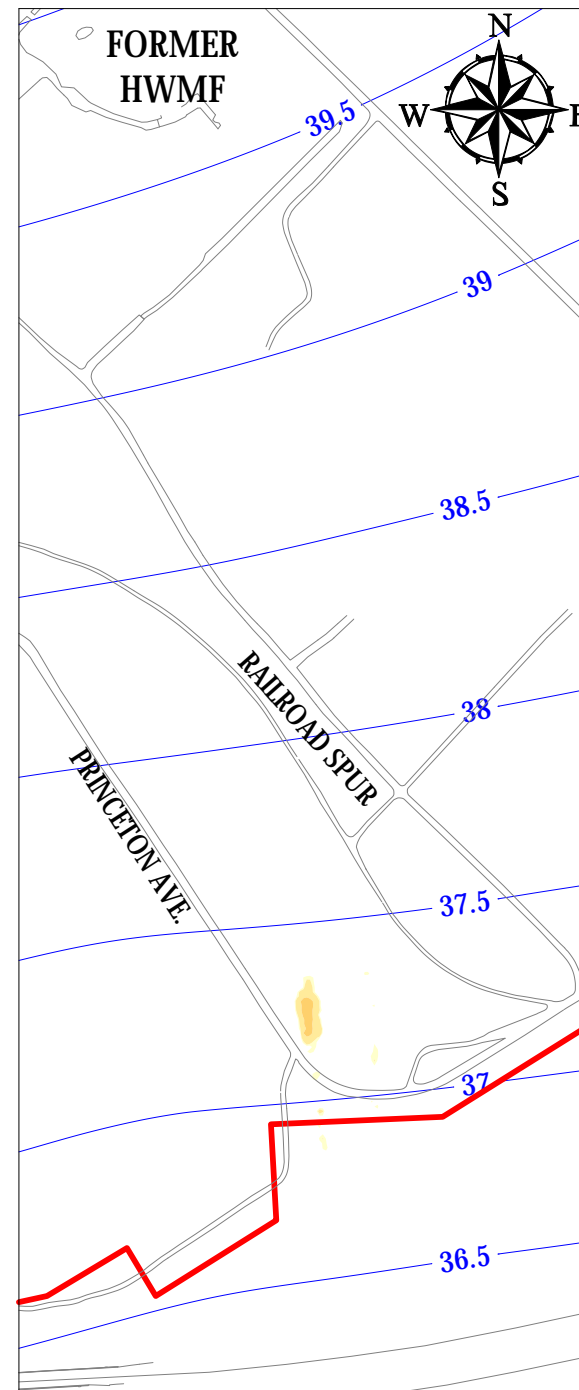 FORMER
HWMF
N
W
E
S
39.5
39
38.5
38
RAILROAD SPUR
PRINCETON AVE.
37.5
37
36.5